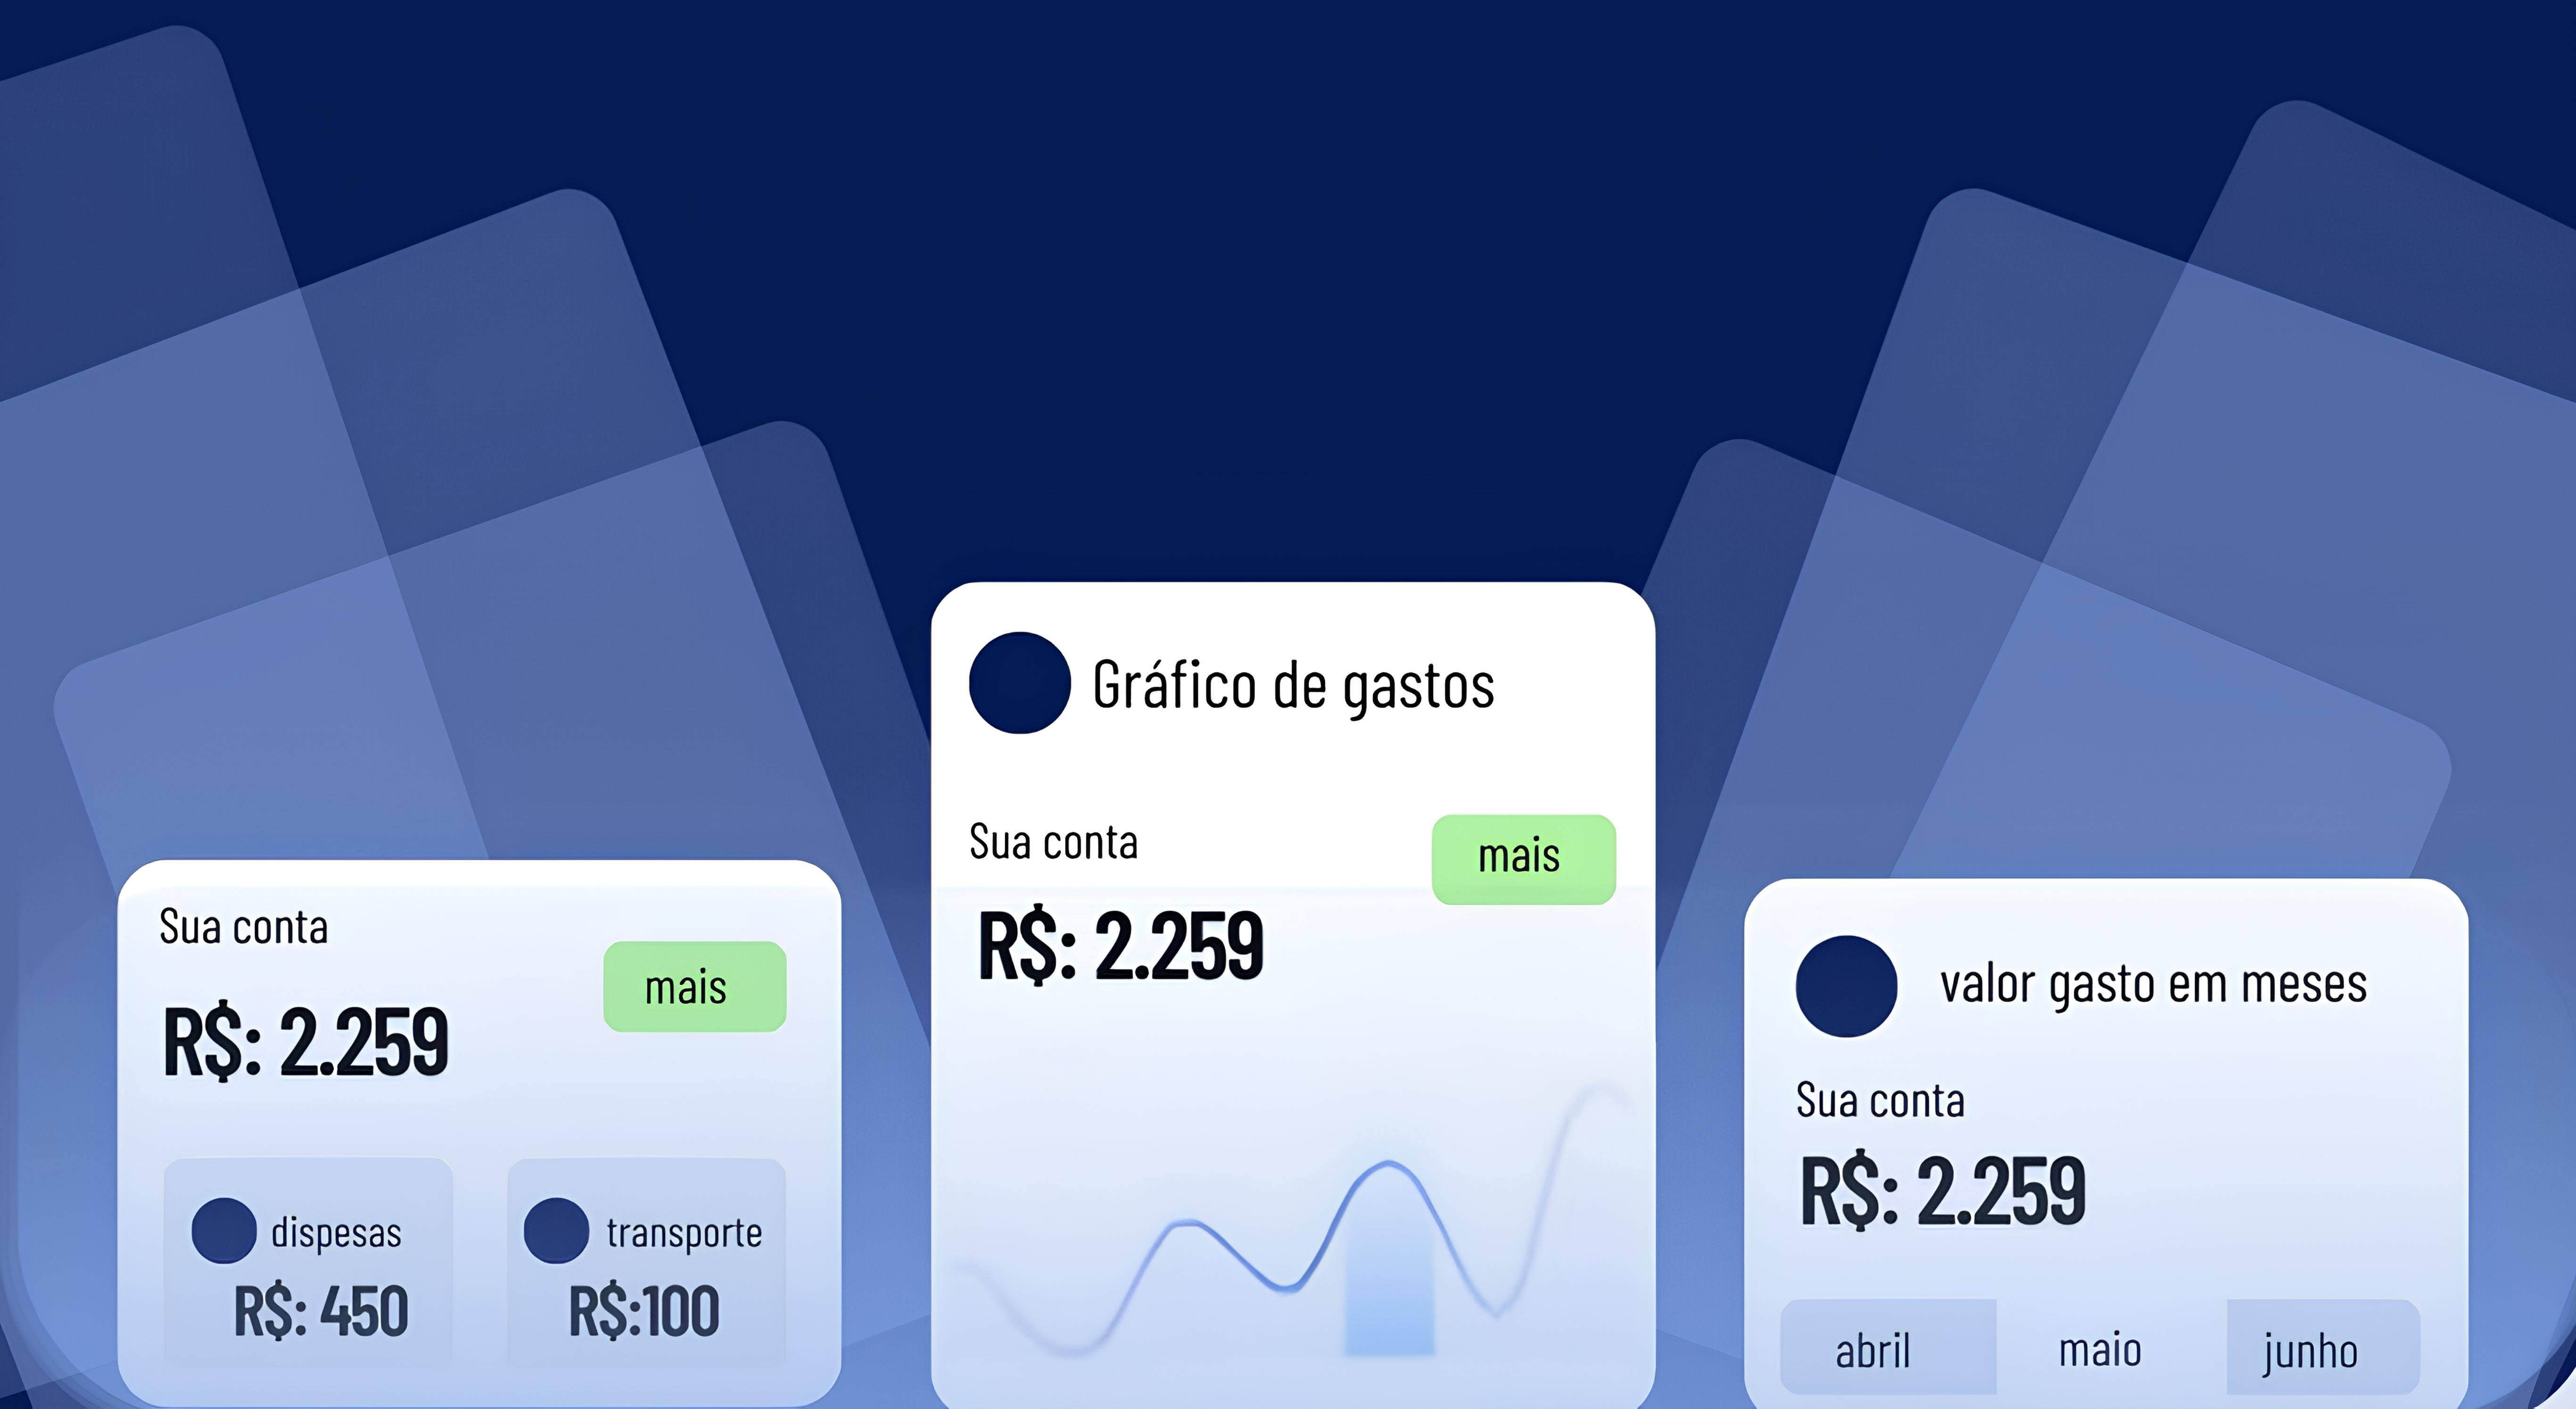 Sua conta
mais
R$: 2.259
dispesas
R$: 450
transporte
R$:100
Gráfico de gastos
Sua conta
mais
R$: 2.259
valor gasto em meses
Sua conta
R$: 2.259
abril
maio
junho